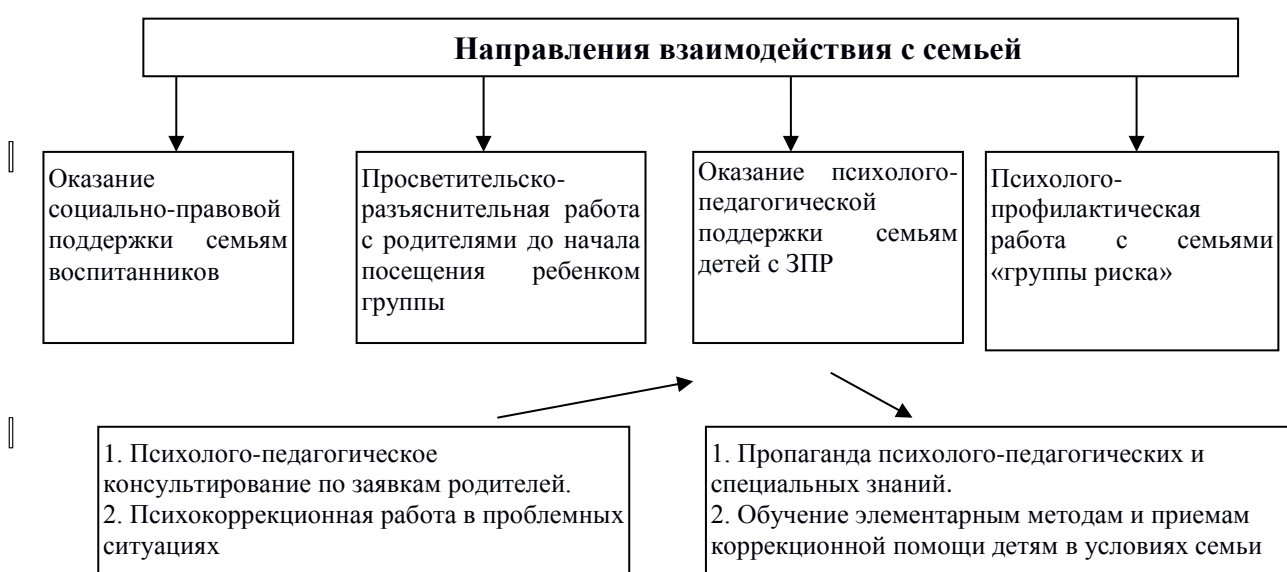 Направления взаимодействия с семьей
Оказание
социально-правовой
поддержки семьям
воспитанников
Просветительско-
разъяснительная работа
с родителями до начала
посещения ребенком
группы
Оказание психолого-
педагогической
поддержки семьям
детей с ЗПР
Психолого-
профилактическая
работа с семьями
«группы риска»
1. Психолого-педагогическое
консультирование по заявкам родителей.
2. Психокоррекционная работа в проблемных
ситуациях
1. Пропаганда психолого-педагогических и
специальных знаний.
2. Обучение элементарным методам и приемам
коррекционной помощи детям в условиях семьи